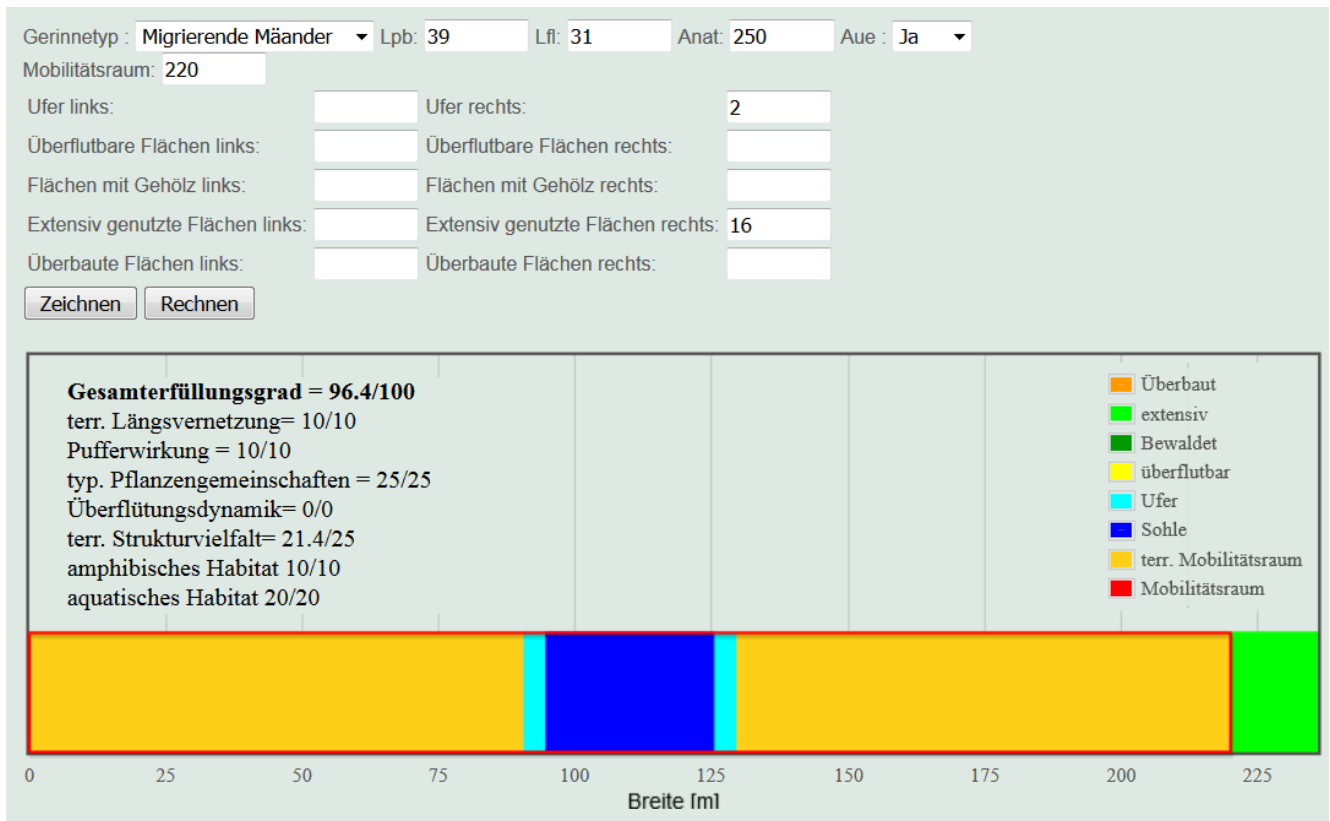 Gerinnetyp : Migrierende Mäander Lpb: 39 Lfl: 31 Anat: 250 Aue : Ja
Mobilitätsraum: 220
Ufer links: Ufer rechts: 2
Überflutbare Flächen links: Überflutbare Flächen rechts:
Flächen mit Gehölz links: Flächen mit Gehölz rechts:
Extensiv genutzte Flächen links: Extensiv genutzte Flächen rechts: 16
Überbaute Flächen links: Überbaute Flächen rechts:
Zeichnen Rechnen
Gesamterfüllungsgrad = 96.4/100
terr. Längsvernetzung= 10/10
Pufferwirkung = 10/10
typ. Pflanzengemeinschaften = 25/25
Überflütungsdynamik= 0/0
terr. Strukturvielfalt= 21.4/25
amphibisches Habitat 10/10
aquatisches Habitat 20/20
Überbaut
extensiv
Bewaldet
überflutbar
Ufer
Sohle
terr. Mobilitätsraum
Mobilitätsraum
0 25 50 75 100 125 150 175 200 225
Breite [m]